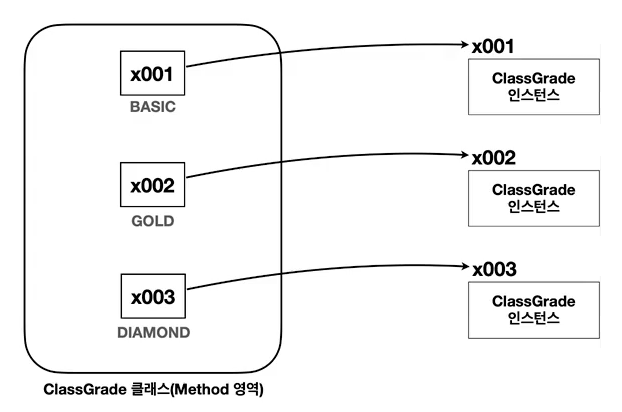 x001
BASIC
x002
GOLD
x003
DIAMOND
ClassGrade 클래스(Method 영역)
x001
ClassGrade
인스턴스
x002
ClassGrade
인스턴스
x003
ClassGrade
인스턴스